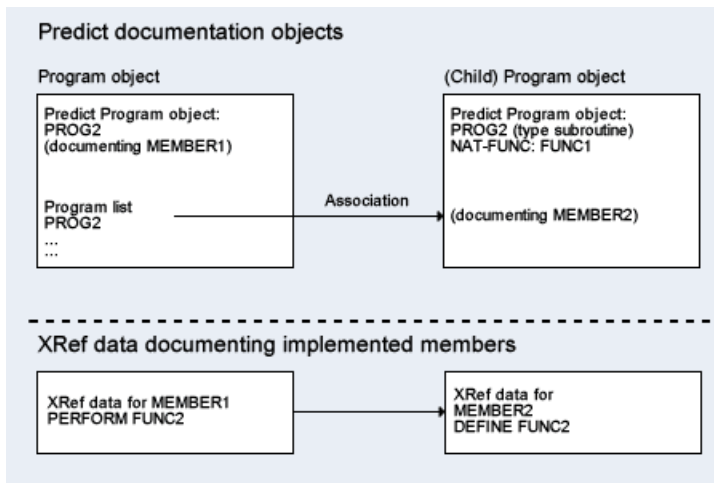 Predict documentation objects
Program object
(Child) Program object
Predict Program object:
PROG2
(documenting MEMBER1)
Program list
PROG2
...
...
Association
Predict Program object:
PROG2 (type subroutine)
NAT-FUNC: FUNC1
(documenting MEMBER2)
XRef data documenting implemented members
XRef data for MEMBER1
PERFORM FUNC2
XRef data for
MEMBER2
DEFINE FUNC2